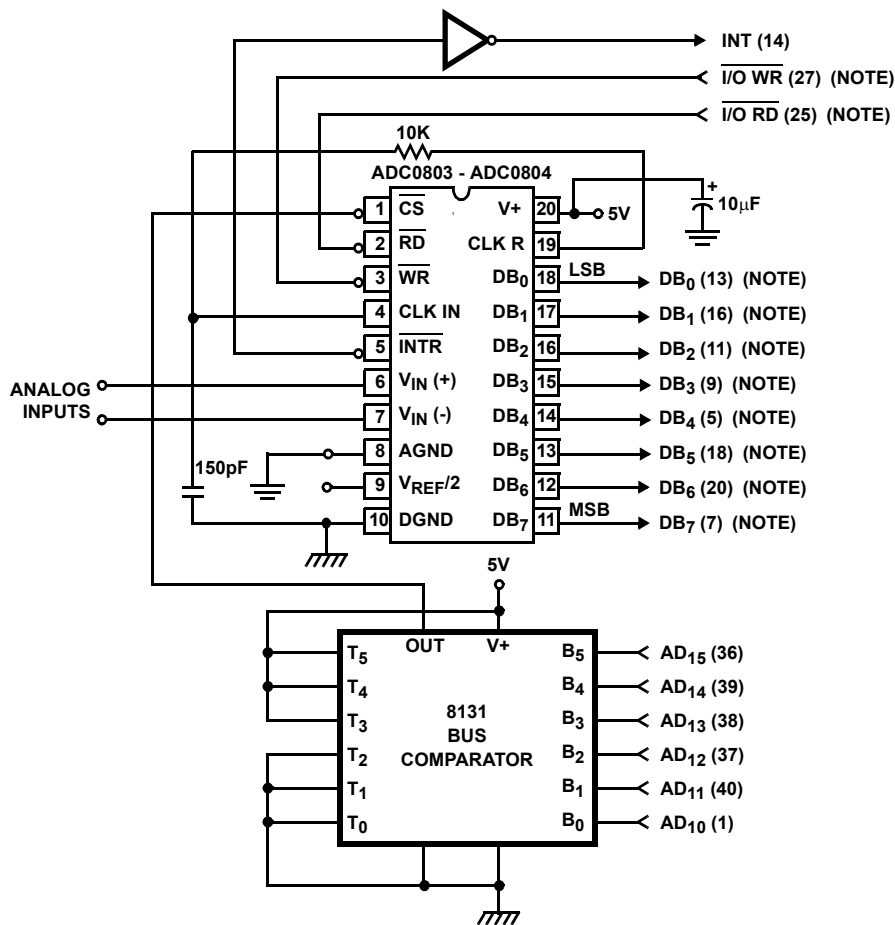 INT (14)
I/O WR (27) (NOTE)
I/O RD (25) (NOTE)
10K
ADC0803 - ADC0804
1 CS V+ 20
5V
+
10μF
2 RD CLK R 19
3 WR DB0 18 LSB DB0 (13) (NOTE)
4 CLK IN DB1 17 DB1 (16) (NOTE)
5 INTR DB2 16 DB2 (11) (NOTE)
6 VIN (+) DB3 15 DB3 (9) (NOTE)
ANALOG
INPUTS
7 VIN (-) DB4 14 DB4 (5) (NOTE)
8 AGND DB5 13 DB5 (18) (NOTE)
150pF
9 VREF/2 DB6 12 DB6 (20) (NOTE)
10 DGND DB7 11 MSB DB7 (7) (NOTE)
5V
OUT V+
T5 B5 AD15 (36)
T4 B4 AD14 (39)
T3 B3 AD13 (38)
8131
BUS
COMPARATOR
T2 B2 AD12 (37)
T1 B1 AD11 (40)
T0 B0 AD10 (1)